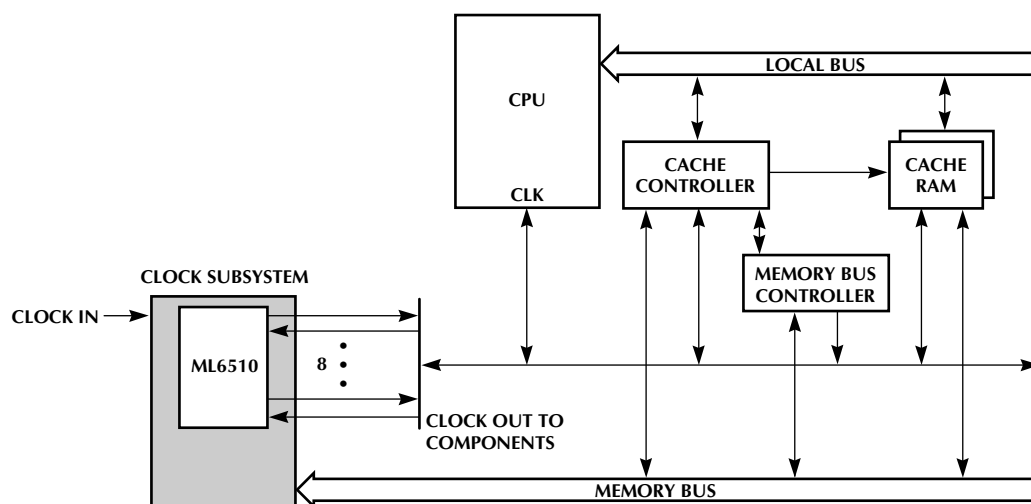 LOCAL BUS
CPU
CACHE
CONTROLLER
CACHE
RAM
CLK
MEMORY BUS
CONTROLLER
CLOCK SUBSYSTEM
CLOCK IN
ML6510
8
CLOCK OUT TO
COMPONENTS
MEMORY BUS